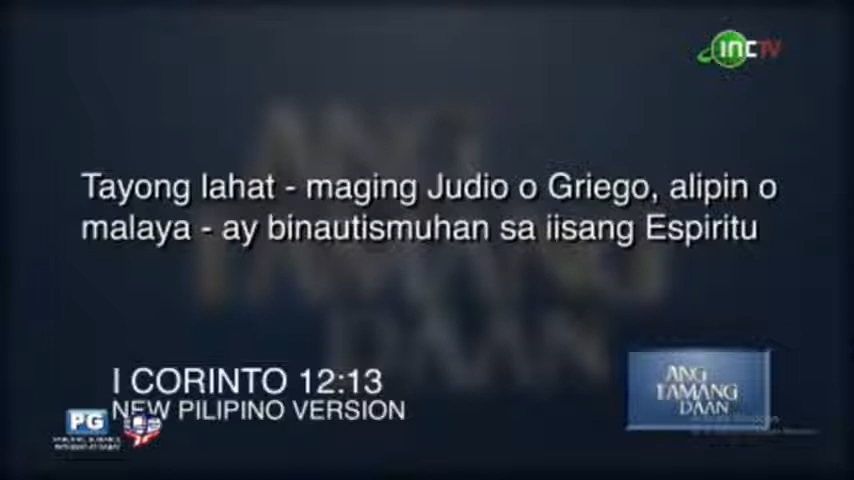 INCTV
Tayong lahat - maging Judio o Griego, alipin o
malaya - ay binautismuhan sa iisang Espiritu
I CORINTO 12:13
NEW PILIPINO VERSION
PG
ANG
TAMANG
DAAN